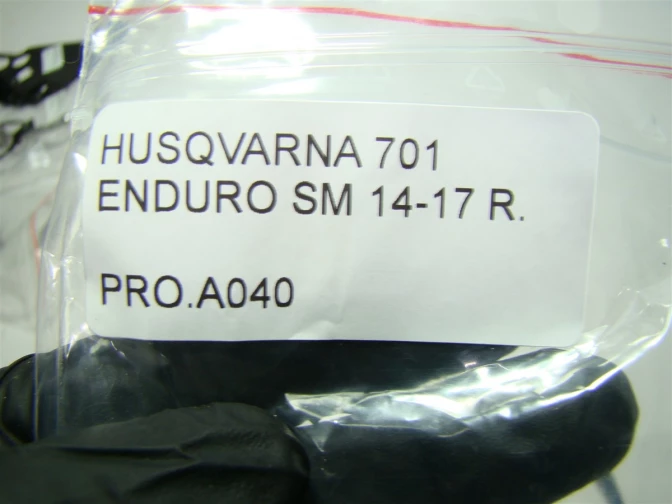 HUSQVARNA 701
ENDURO SM 14-17 R.
PRO.A040